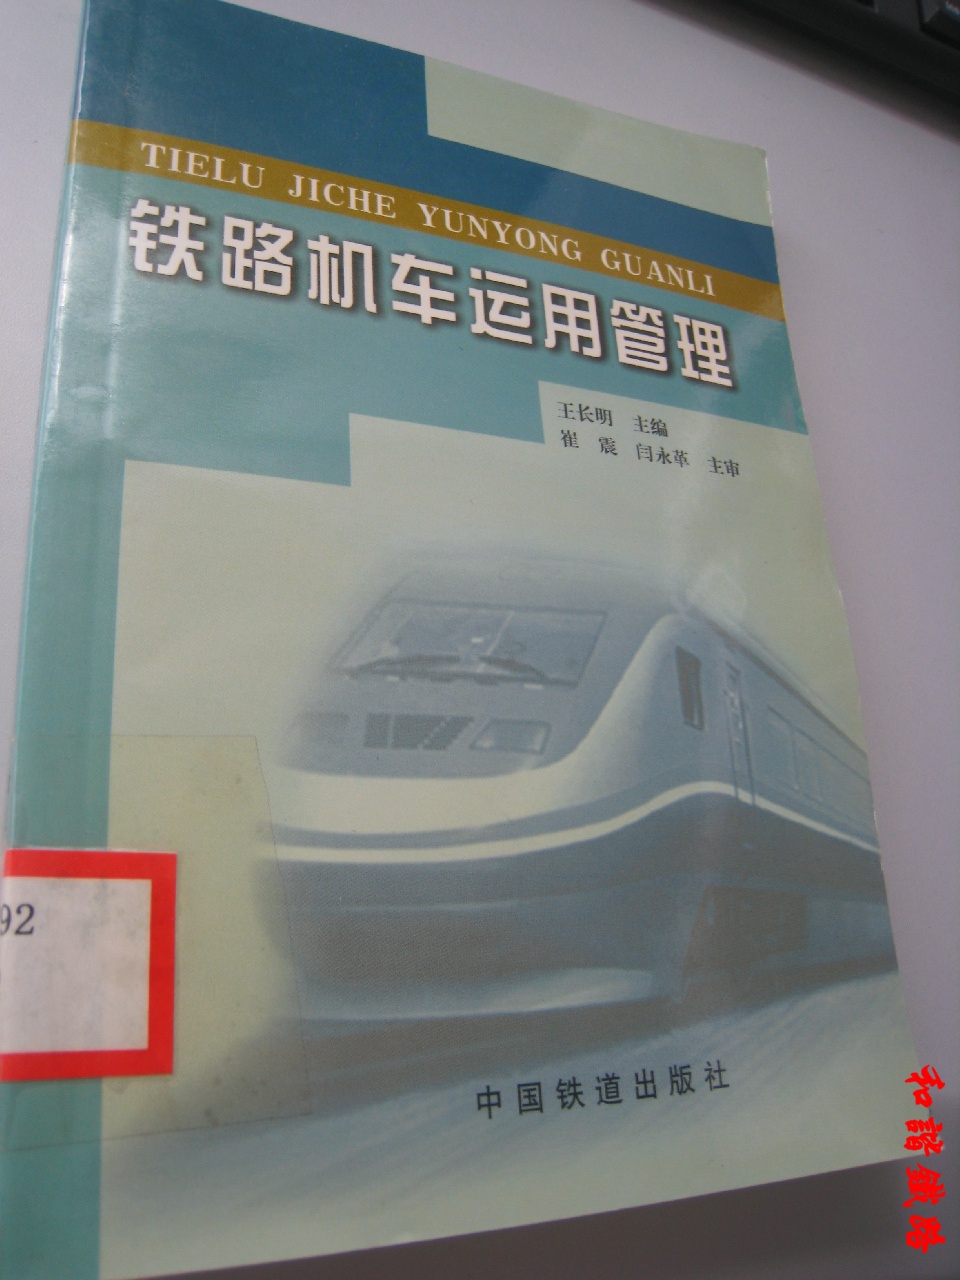 TIELU JICHE YUNYONG GUANLI
铁路机车运用管理
王长明 主编
崔 震 闫永革 主审
92
中国铁道出版社
和谐铁路